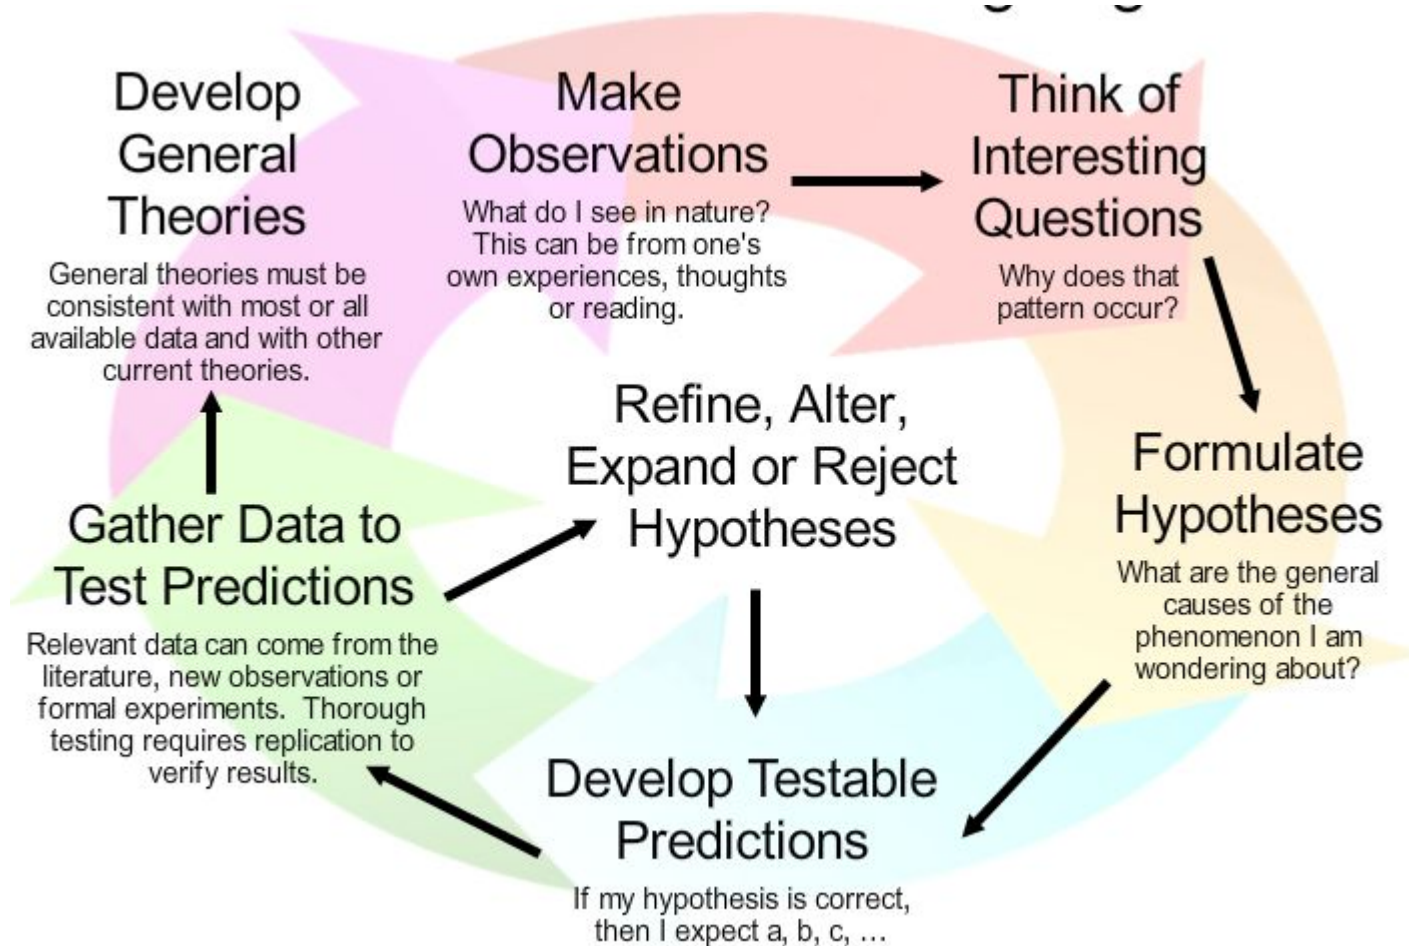 Make
Observations
What do I see in nature?
This can be from one's
own experiences, thoughts
or reading.
Think of
Interesting
Questions
Why does that
pattern occur?
Formulate
Hypotheses
What are the general
causes of the
phenomenon I am
wondering about?
Develop Testable
Predictions
If my hypothesis is correct,
then I expect a, b, c, ...
Gather Data to
Test Predictions
Relevant data can come from the
literature, new observations or
formal experiments. Thorough
testing requires replication to
verify results.
Refine, Alter,
Expand or Reject
Hypotheses
Develop
General
Theories
General theories must be
consistent with most or all
available data and with other
current theories.